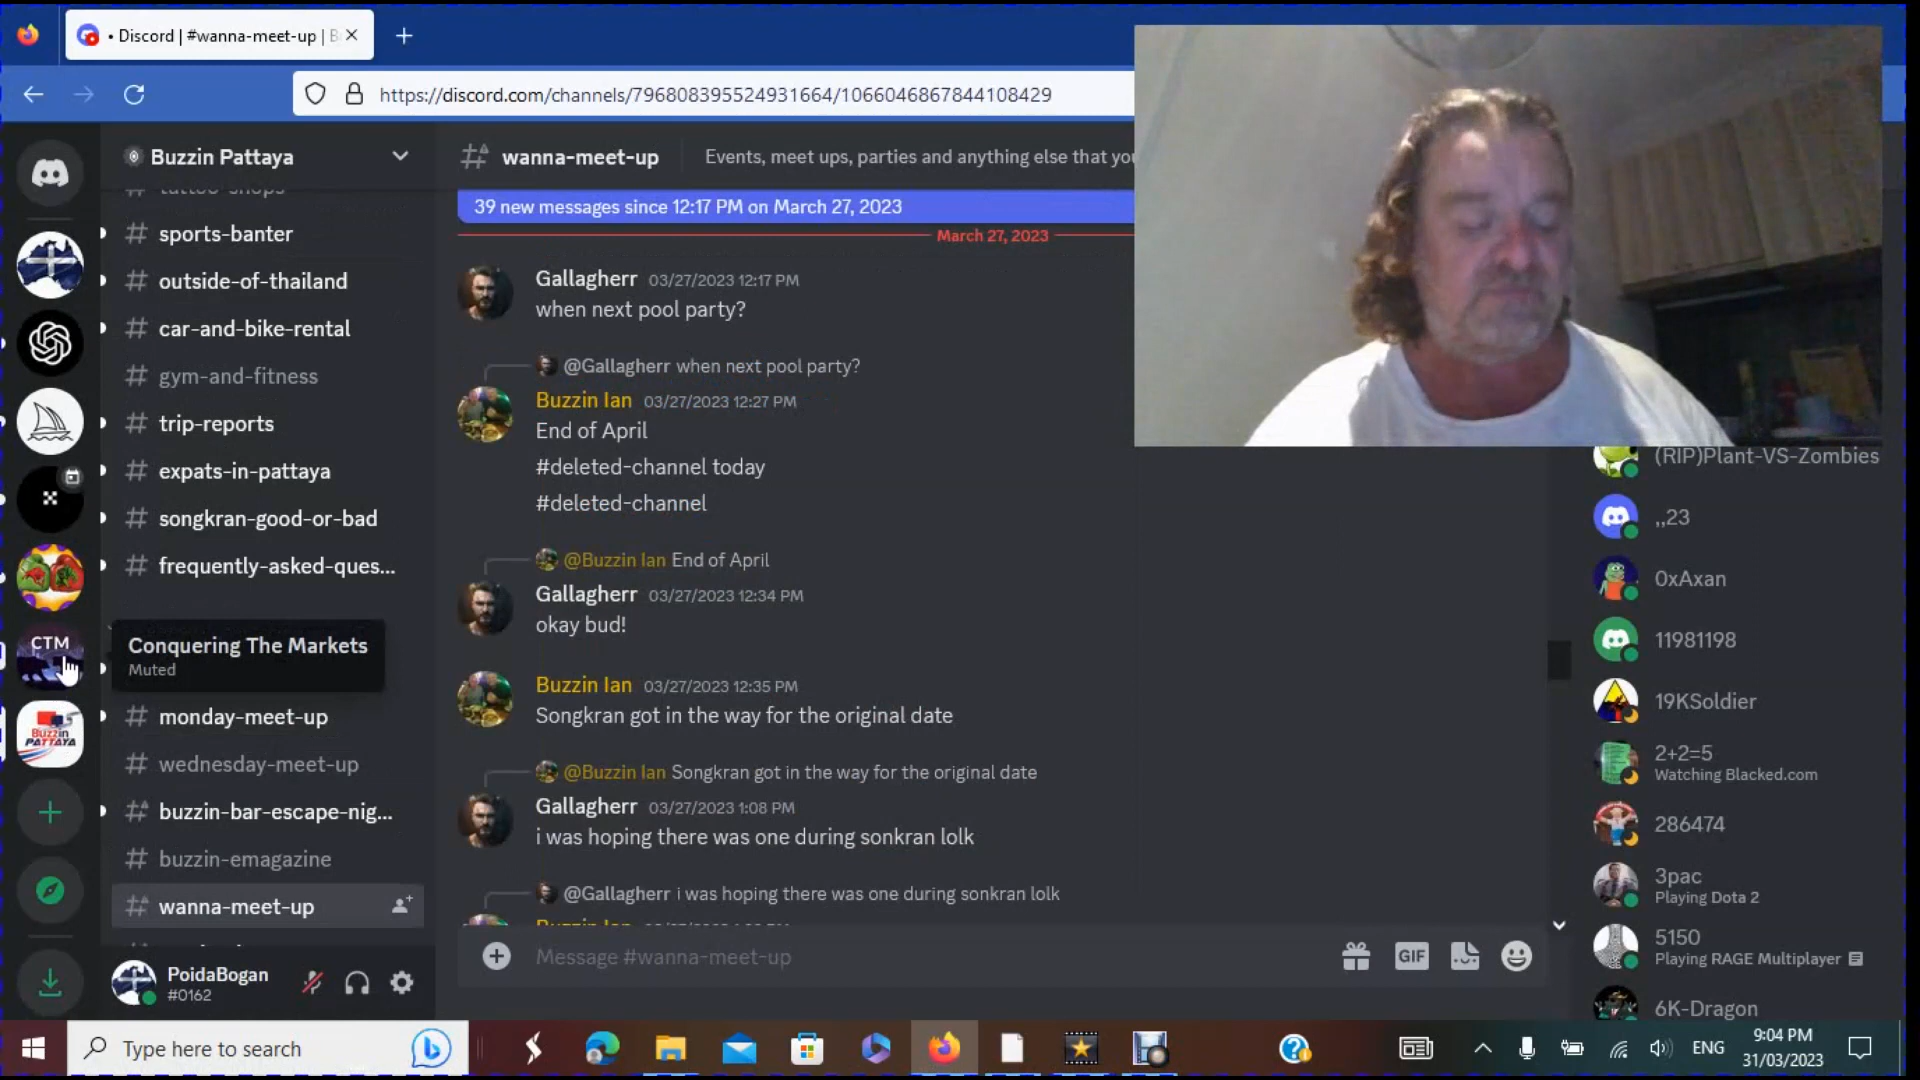 • Discord | #wanna-meet-up | B
https://discord.com/channels/796808395524931664/1066046867844108429
Buzzin Pattaya
tattoo-shops
sports-banter
outside-of-thailand
car-and-bike-rental
gym-and-fitness
trip-reports
expats-in-pattaya
songkran-good-or-bad
frequently-asked-ques...
CTM
Conquering The Markets
Muted
monday-meet-up
Buzzin
PATTAYA
wednesday-meet-up
buzzin-bar-escape-nig...
buzzin-emagazine
wanna-meet-up
PoidaBogan
#0162
wanna-meet-up
Events, meet ups, parties and anything else that you
39 new messages since 12:17 PM on March 27, 2023
March 27, 2023
Gallagherr 03/27/2023 12:17 PM
when next pool party?
@Gallagherr when next pool party?
Buzzin Ian 03/27/2023 12:27 PM
End of April
#deleted-channel today
#deleted-channel
@Buzzin Ian End of April
Gallagherr 03/27/2023 12:34 PM
okay bud!
Buzzin Ian 03/27/2023 12:35 PM
Songkran got in the way for the original date
@Buzzin Ian Songkran got in the way for the original date
Gallagherr 03/27/2023 1:08 PM
i was hoping there was one during sonkran lolk
@Gallagherr i was hoping there was one during sonkran lolk
Buzzin Ian
Message #wanna-meet-up
GIF
(RIP)Plant-VS-Zombies
,,23
0xAxan
11981198
19KSoldier
2+2=5
Watching Blacked.com
286474
3pac
Playing Dota 2
5150
Playing RAGE Multiplayer
6K-Dragon
Type here to search
ENG
9:04 PM
31/03/2023